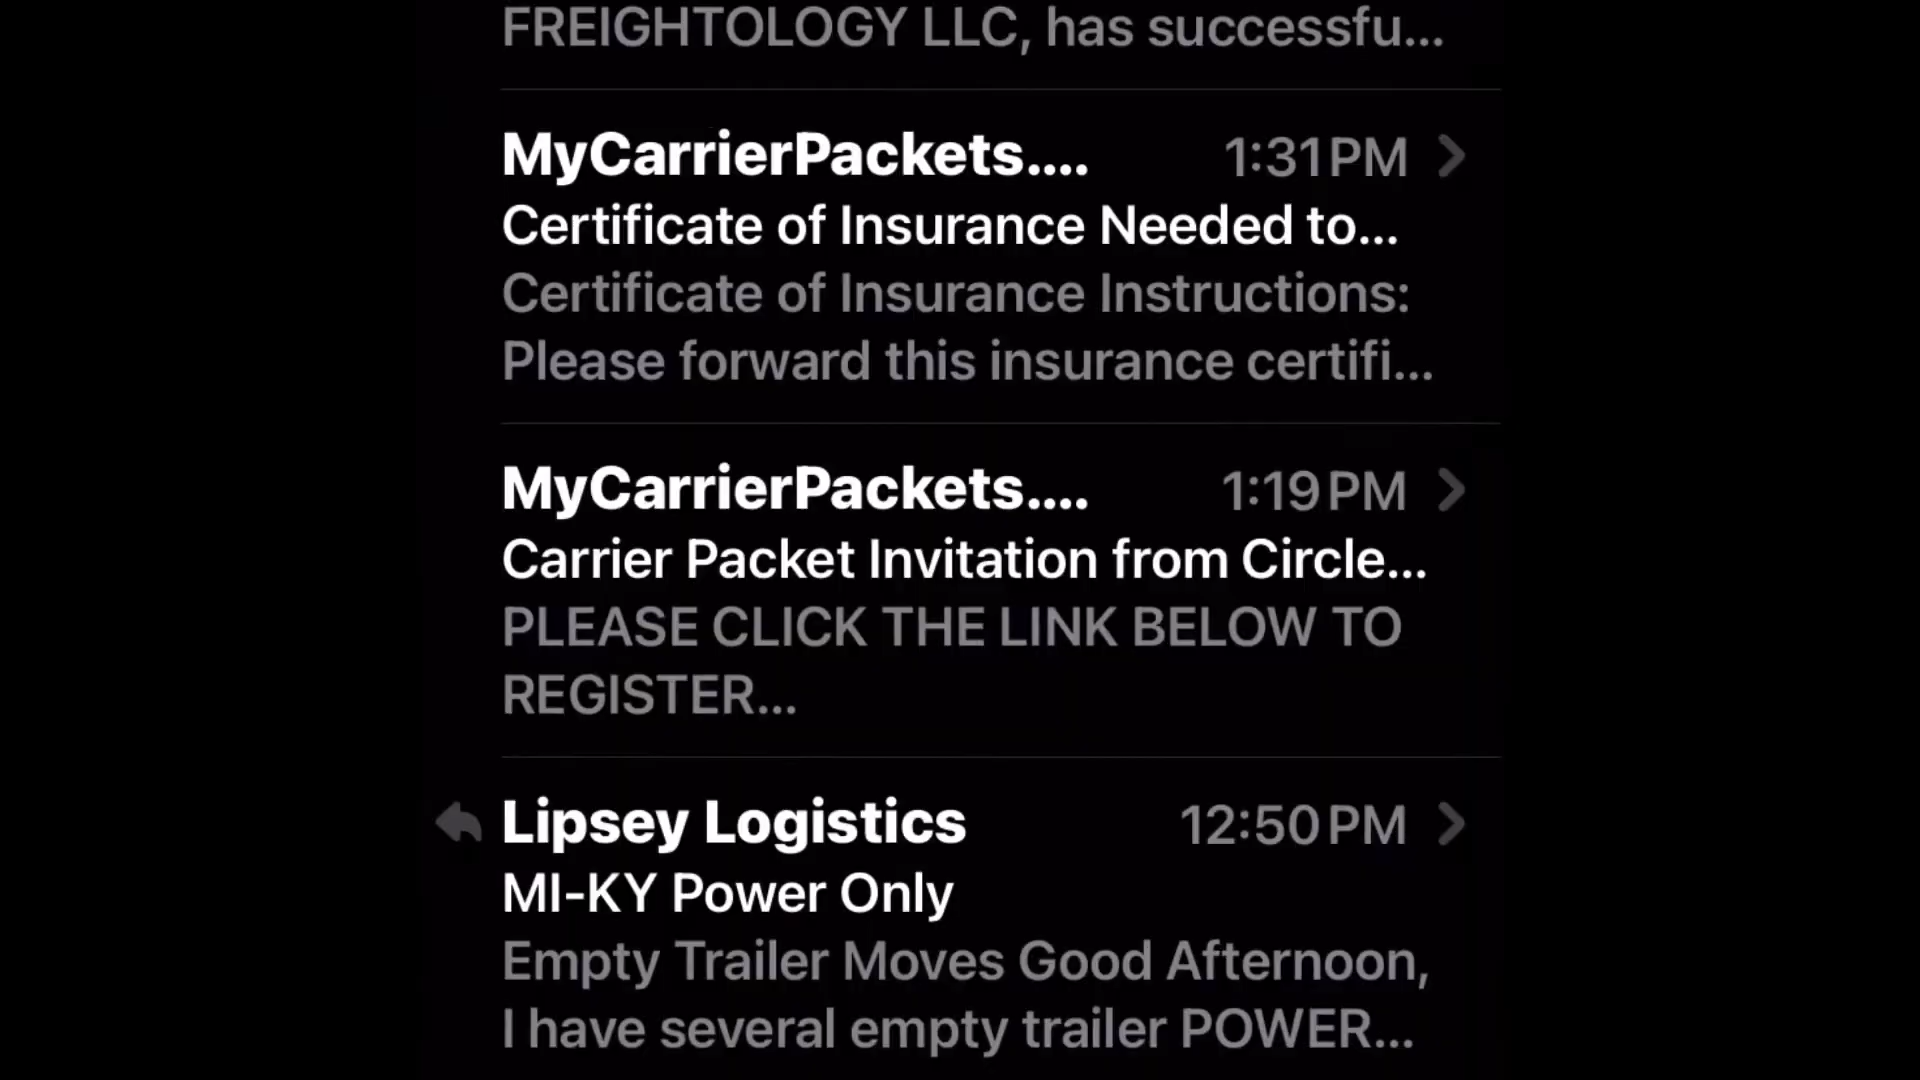 FREIGHTOLOGY LLC, has successfu...
MyCarrierPackets.... 1:31 PM
Certificate of Insurance Needed to...
Certificate of Insurance Instructions:
Please forward this insurance certifi...
MyCarrierPackets.... 1:19 PM
Carrier Packet Invitation from Circle...
PLEASE CLICK THE LINK BELOW TO
REGISTER...
Lipsey Logistics 12:50 PM
MI-KY Power Only
Empty Trailer Moves Good Afternoon,
I have several empty trailer POWER...